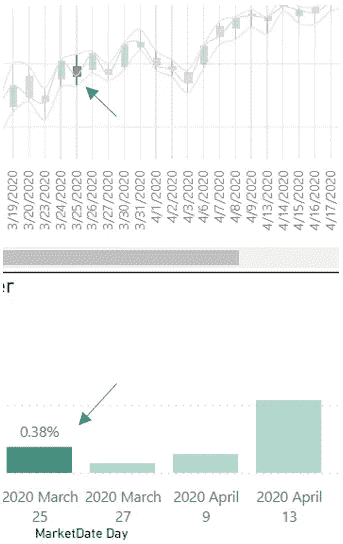 3/19/2020 3/20/2020 3/23/2020 3/24/2020 3/25/2020 3/26/2020 3/27/2020 3/30/2020 3/31/2020 4/1/2020 4/2/2020 4/3/2020 4/6/2020 4/7/2020 4/8/2020 4/9/2020 4/13/2020 4/14/2020 4/15/2020 4/16/2020 4/17/2020
er
0.38%
2020 March 2020 March 2020 April 2020 April
25 27 9 13
MarketDate Day